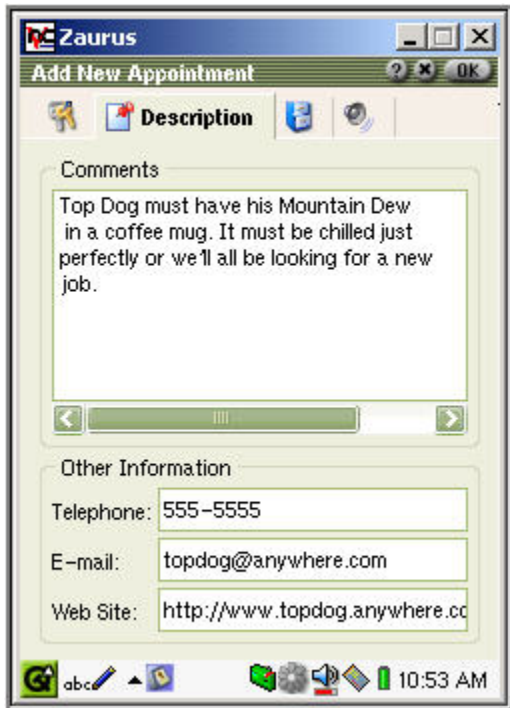 Zaurus
Add New Appointment
? OK
Description
Comments
Top Dog must have his Mountain Dew
in a coffee mug. It must be chilled just
perfectly or we'll all be looking for a new
job.
Other Information
Telephone: 555-5555
E-mail: topdog@anywhere.com
Web Site: http://www.topdog.anywhere.cc
abc 10:53 AM